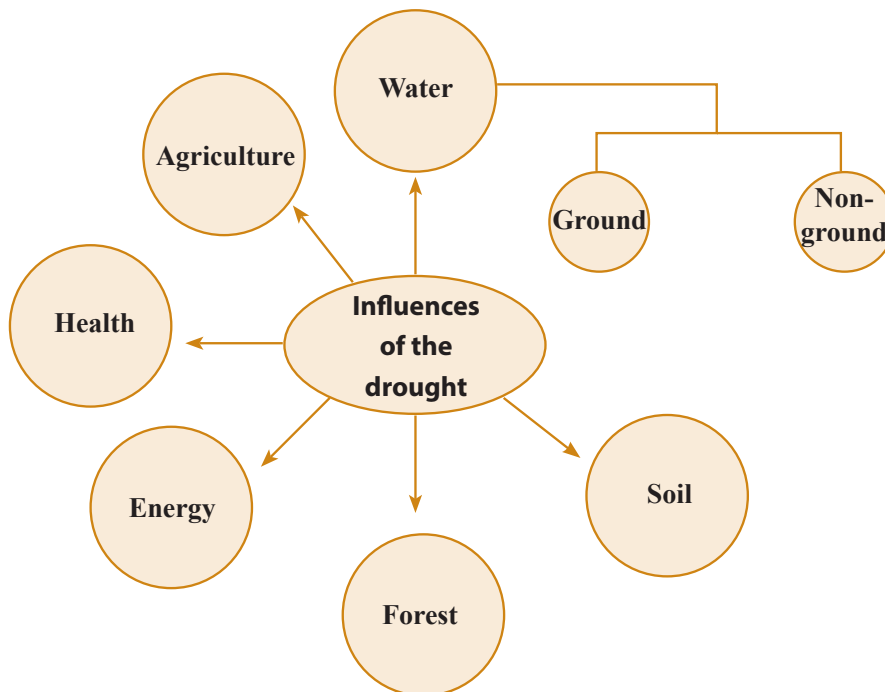 Water
Agriculture
Ground
Non-
ground
Influences
of the
drought
Health
Energy
Soil
Forest